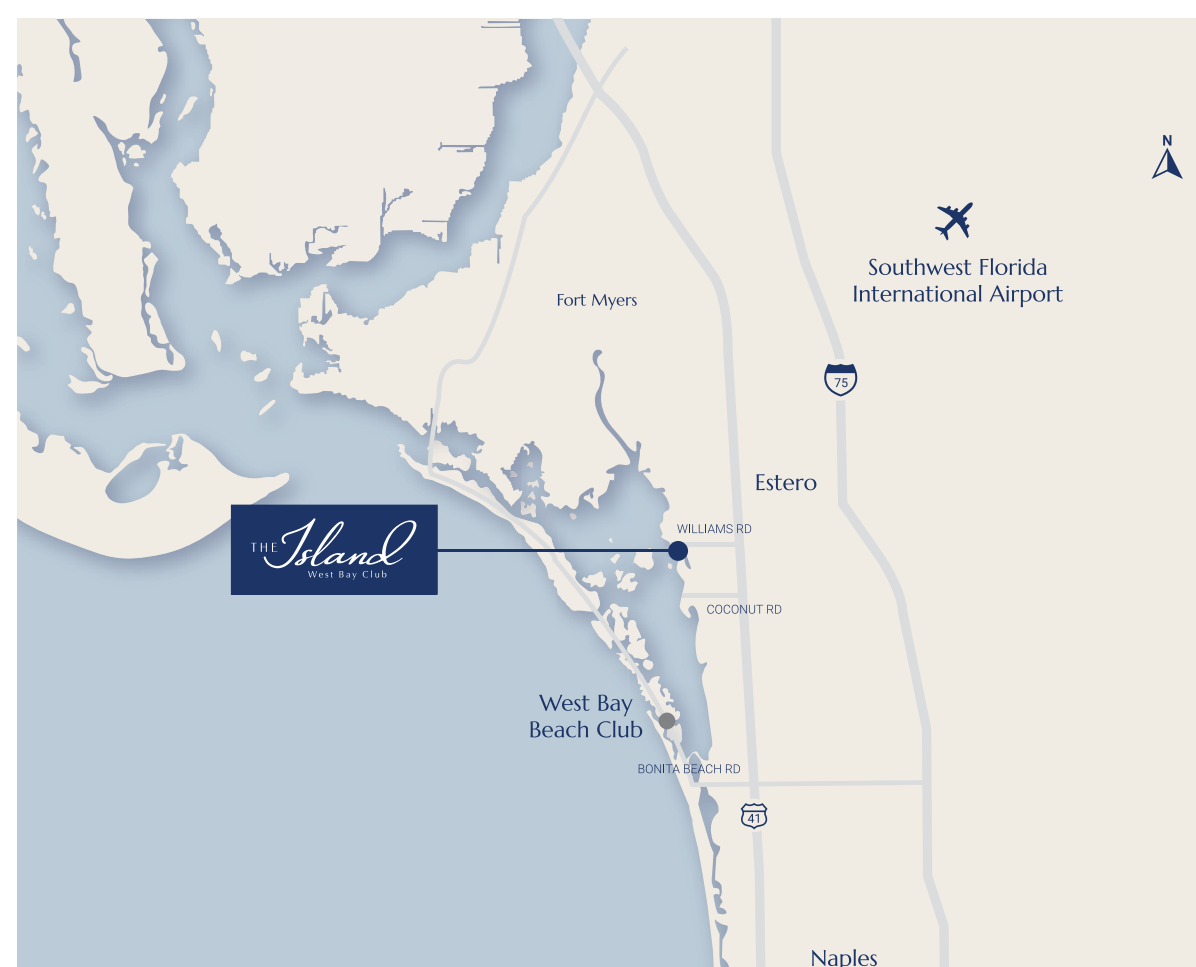 N
Southwest Florida
International Airport
Fort Myers
75
Estero
WILLIAMS RD
THE Island
West Bay Club
COCONUT RD
West Bay
Beach Club
BONITA BEACH RD
41
Naples